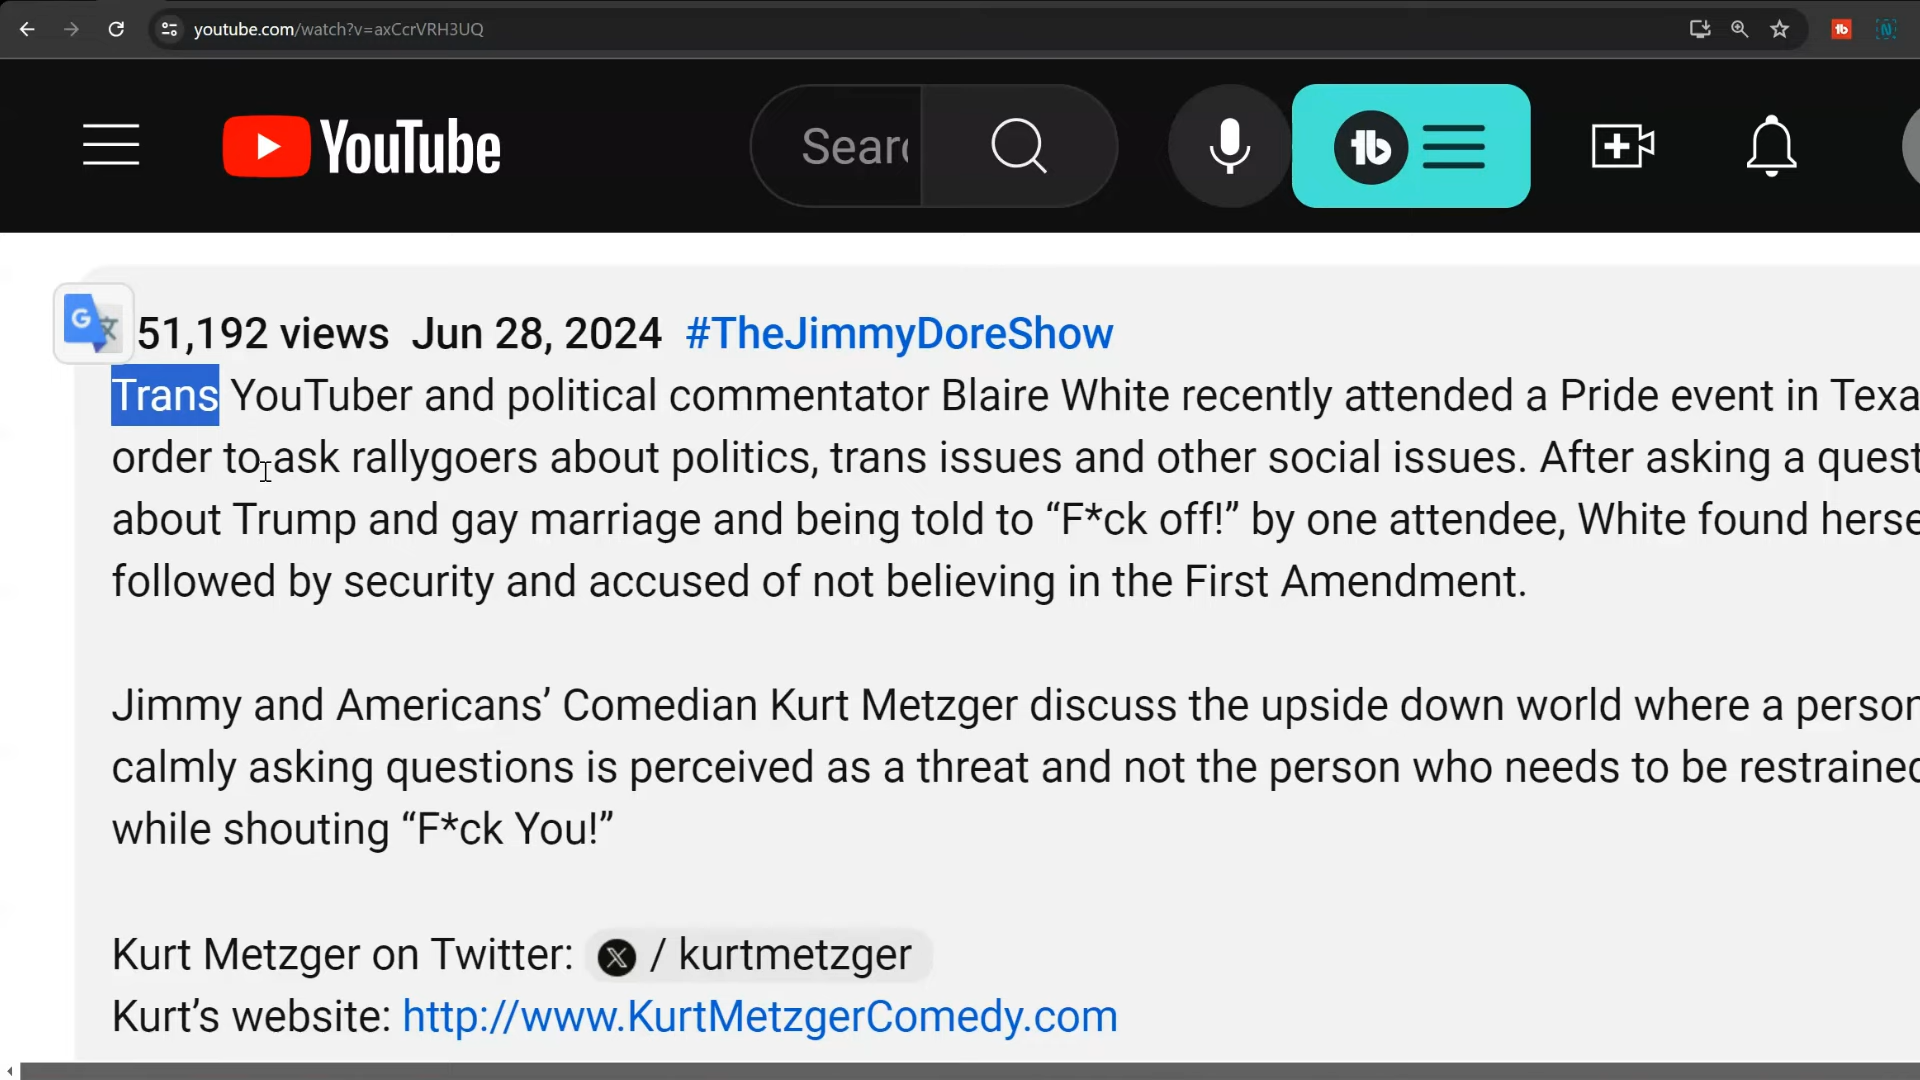 youtube.com/watch?v=axCcrVRH3UQ
YouTube
Sear
51,192 views Jun 28, 2024 #TheJimmyDoreShow
Trans YouTuber and political commentator Blaire White recently attended a Pride event in Texa
order to ask rallygoers about politics, trans issues and other social issues. After asking a quest
about Trump and gay marriage and being told to “F*ck off!” by one attendee, White found herse
followed by security and accused of not believing in the First Amendment.
Jimmy and Americans’ Comedian Kurt Metzger discuss the upside down world where a person
calmly asking questions is perceived as a threat and not the person who needs to be restrained
while shouting “F*ck You!”
Kurt Metzger on Twitter: X / kurtmetzger
Kurt’s website: http://www.KurtMetzgerComedy.com